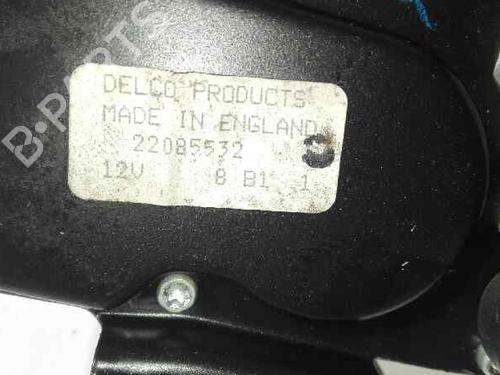 DELCO PRODUCTS
MADE IN ENGLAND
22085532
12V 8 B1 1
B-PARTS